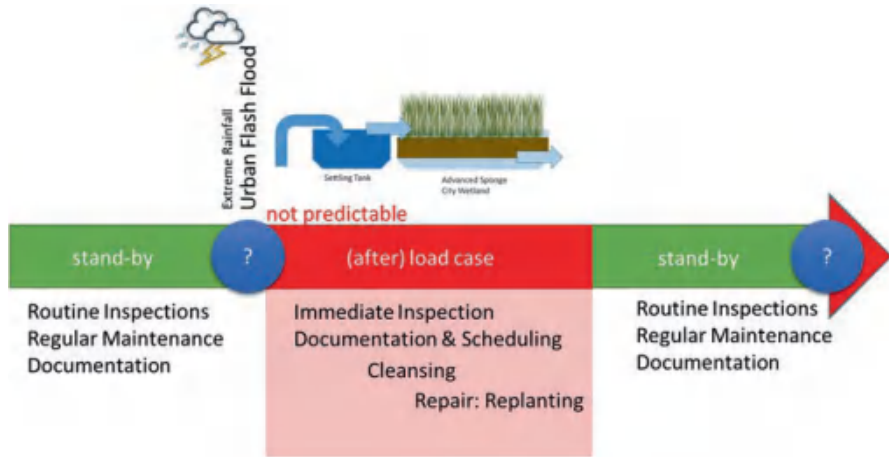 Extreme Rainfall
Urban Flash Flood
Settling Tank
Advanced Sponge
City Wetland
not predictable
stand-by
?
(after) load case
stand-by
?
Routine Inspections
Regular Maintenance
Documentation
Immediate Inspection
Documentation & Scheduling
Cleansing
Repair: Replanting
Routine Inspections
Regular Maintenance
Documentation